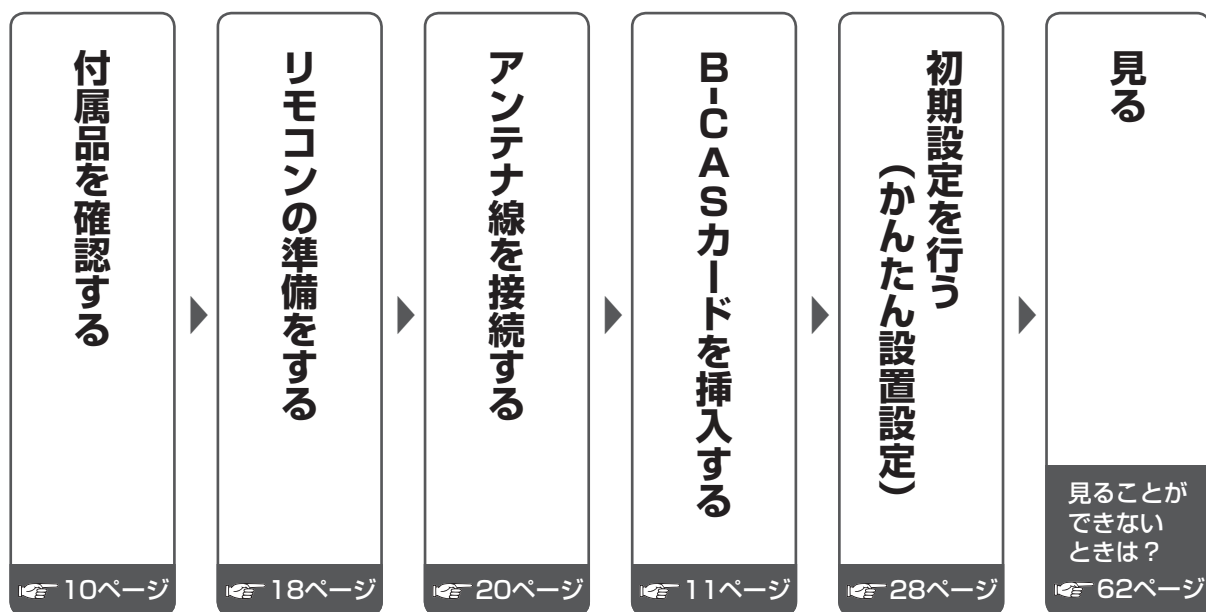 付属品を確認する
☞10ページ
リモコンの準備をする
☞18ページ
アンテナ線を接続する
☞20ページ
B-CASカードを挿入する
☞11ページ
初期設定を行う
（かんたん設置設定）
☞28ページ
見る
見ることが
できない
ときは？
☞62ページ